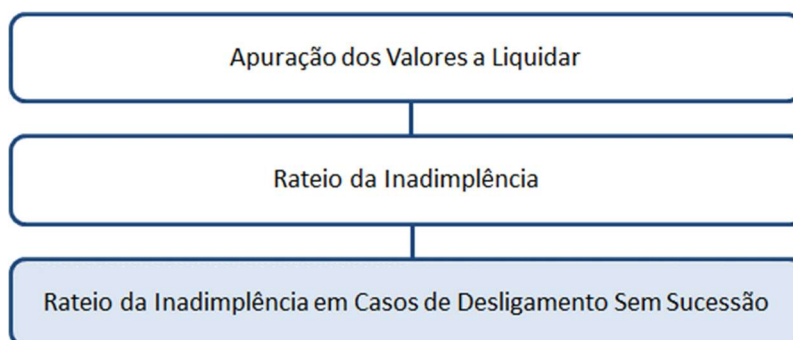 Apuração dos Valores a Liquidar
Rateio da Inadimplência
Rateio da Inadimplência em Casos de Desligamento Sem Sucessão